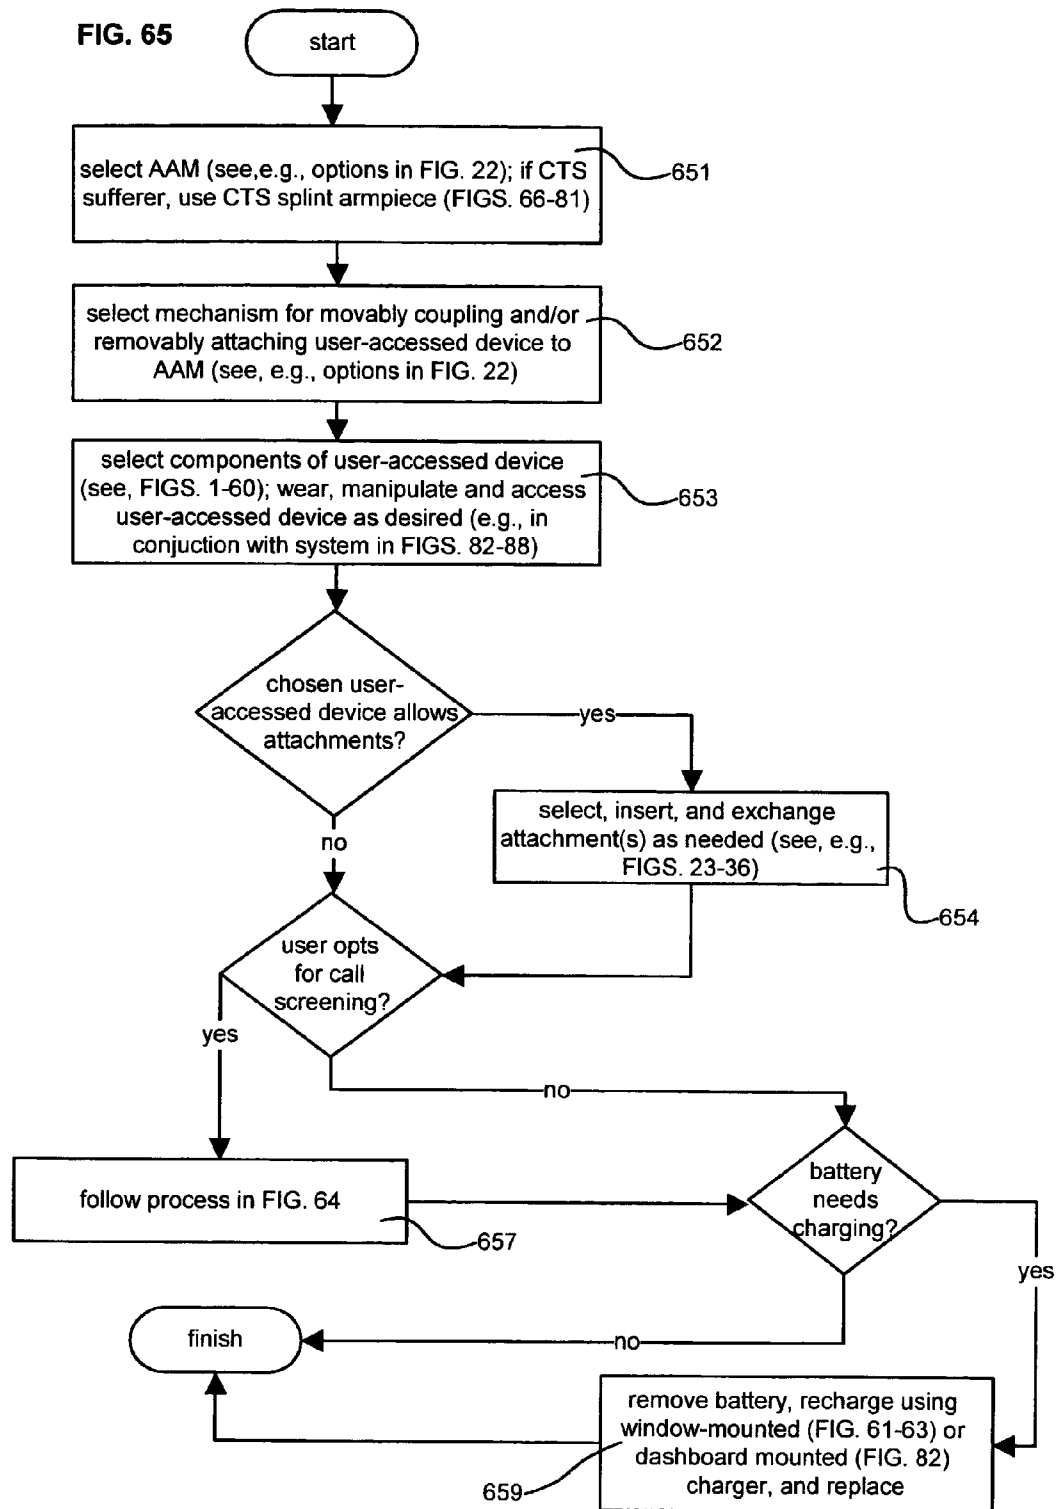 FIG. 65
start
select AAM (see,e.g., options in FIG. 22); if CTS
sufferer, use CTS splint armpiece (FIGS. 66-81)
651
select mechanism for movably coupling and/or
removably attaching user-accessed device to
AAM (see, e.g., options in FIG. 22)
652
select components of user-accessed device
(see, FIGS. 1-60); wear, manipulate and access
user-accessed device as desired (e.g., in
conjuction with system in FIGS. 82-88)
653
chosen user-
accessed device allows
attachments?
yes
no
select, insert, and exchange
attachment(s) as needed (see, e.g.,
FIGS. 23-36)
654
user opts
for call
screening?
yes
no
follow process in FIG. 64
657
battery
needs
charging?
yes
no
finish
remove battery, recharge using
window-mounted (FIG. 61-63) or
dashboard mounted (FIG. 82)
charger, and replace
659